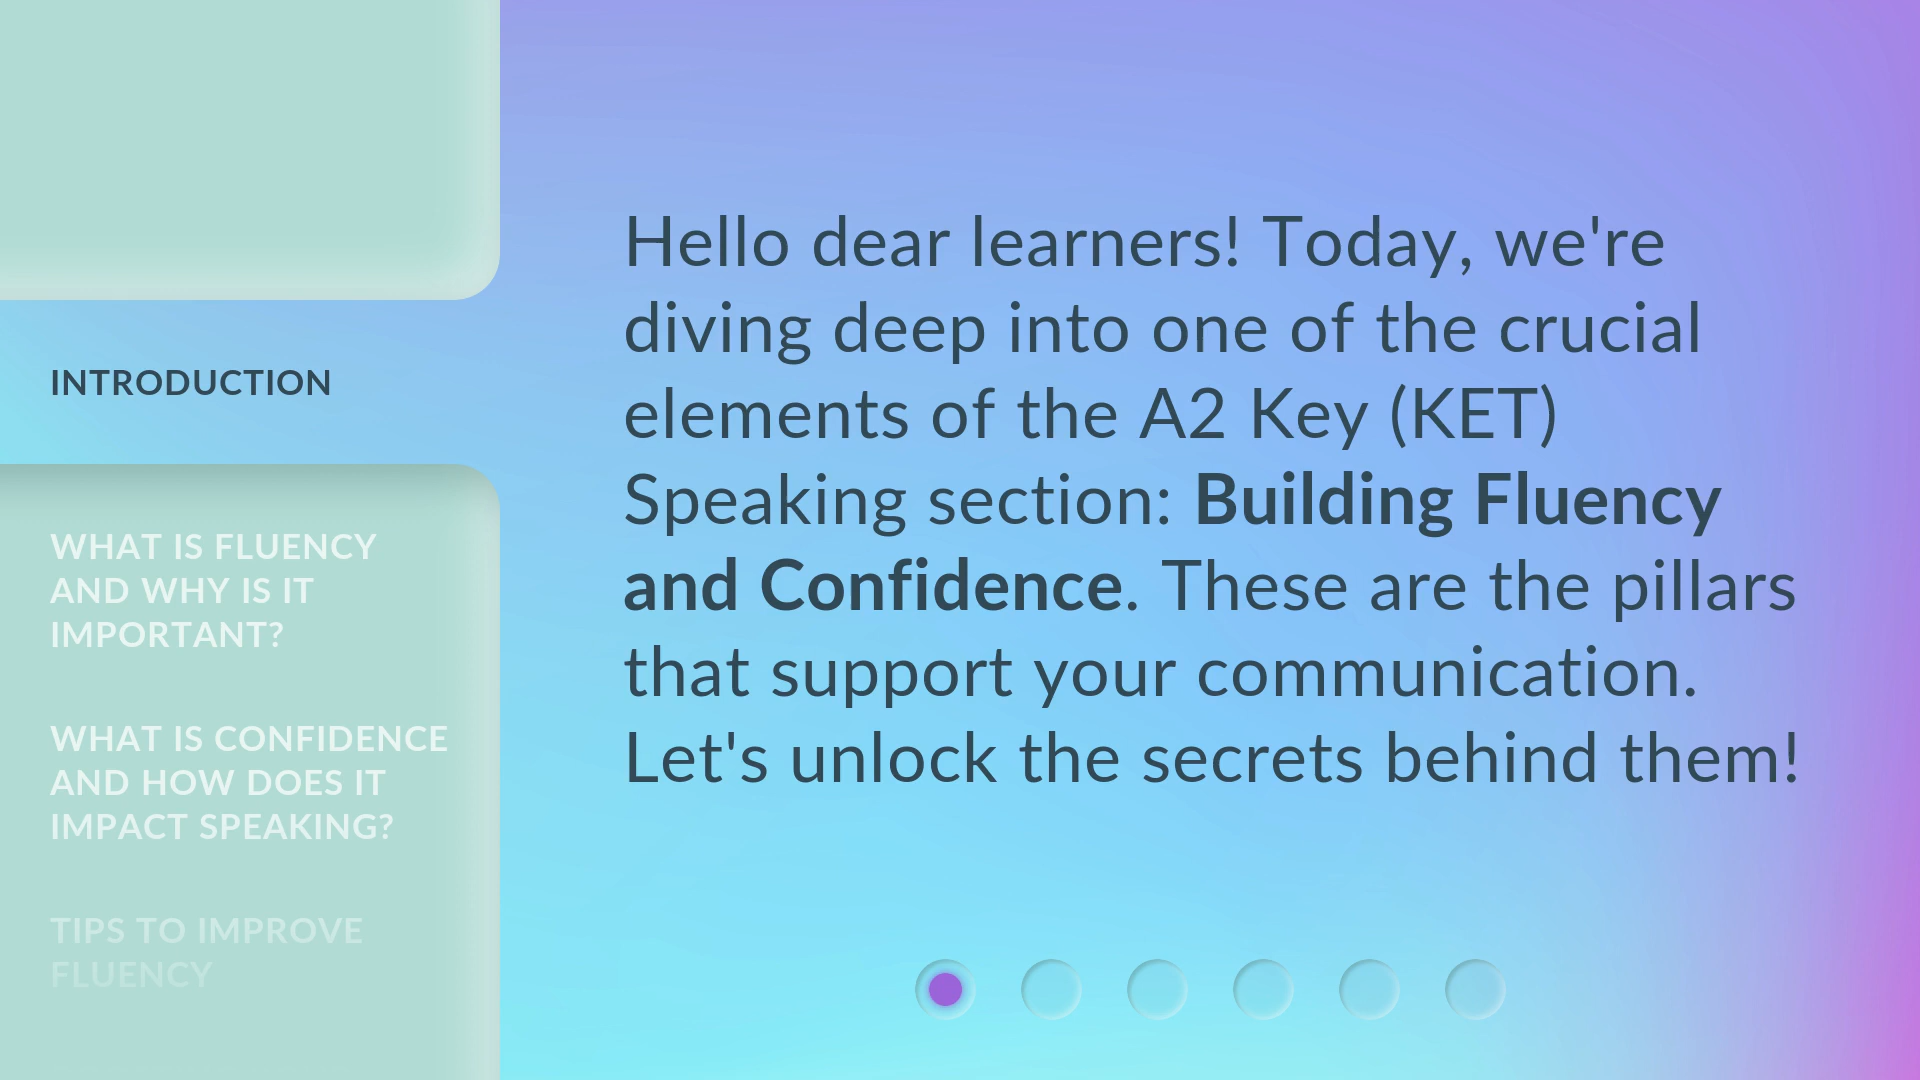 INTRODUCTION
WHAT IS FLUENCY
AND WHY IS IT
IMPORTANT?
WHAT IS CONFIDENCE
AND HOW DOES IT
IMPACT SPEAKING?
TIPS TO IMPROVE
FLUENCY
Hello dear learners! Today, we're
diving deep into one of the crucial
elements of the A2 Key (KET)
Speaking section: Building Fluency
and Confidence. These are the pillars
that support your communication.
Let's unlock the secrets behind them!